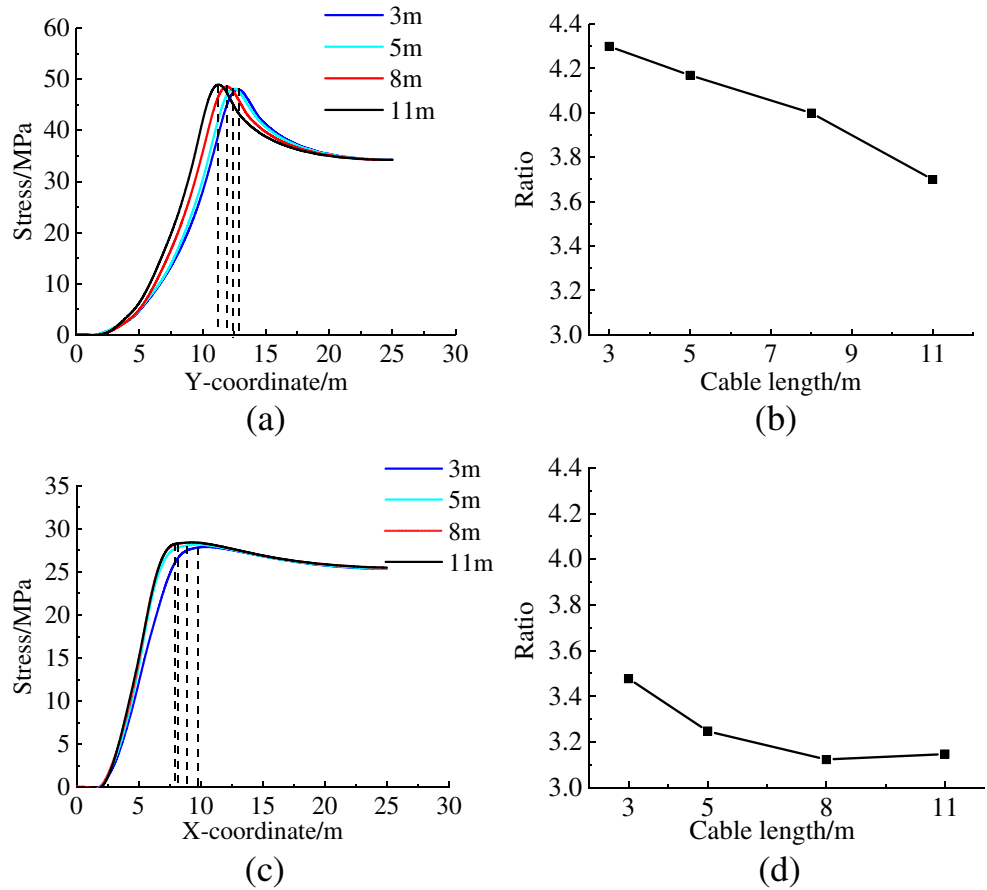 60
50
40
30
20
10
0
Stress/MPa
3m
5m
8m
11m
0 5 10 15 20 25 30
Y-coordinate/m
(a)
4.4
4.2
4.0
3.8
3.6
3.4
3.2
3.0
Ratio
3 5 7 9 11
Cable length/m
(b)
35
30
25
20
15
10
5
0
Stress/MPa
3m
5m
8m
11m
0 5 10 15 20 25 30
X-coordinate/m
(c)
4.4
4.2
4.0
3.8
3.6
3.4
3.2
3.0
Ratio
3 5 8 11
Cable length/m
(d)